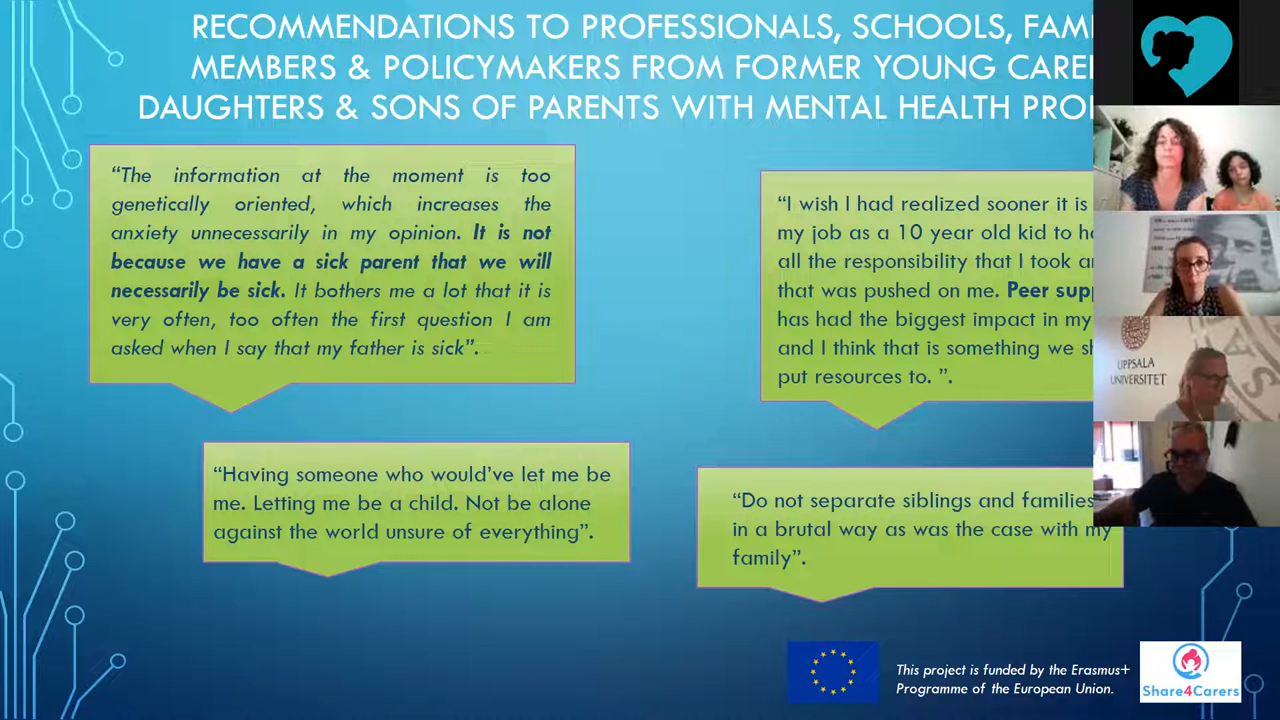 RECOMMENDATIONS TO PROFESSIONALS, SCHOOLS,
MEMBERS & POLICYMAKERS FROM FORMER YOUNG
DAUGHTERS & SONS OF PARENTS WITH MENTAL HEALTH
“The information at the moment is too
genetically oriented, which increases the
anxiety unnecessarily in my opinion. It is not
because we have a sick parent that we will
necessarily be sick. It bothers me a lot that it is
very often, too often the first question I am
asked when I say that my father is sick”.
“I wish I had realized sooner it is
my job as a 10 year old kid to
all the responsibility that I took
that was pushed on me. Peer
has had the biggest impact in my
and I think that is something we
put resources to. ”.
“Having someone who would’ve let me be
me. Letting me be a child. Not be alone
against the world unsure of everything”.
“Do not separate siblings and families
in a brutal way as was the case with my
family”.
UPPSALA
UNIVERSITET
This project is funded by the Erasmus+
Programme of the European Union.
Share4Carers